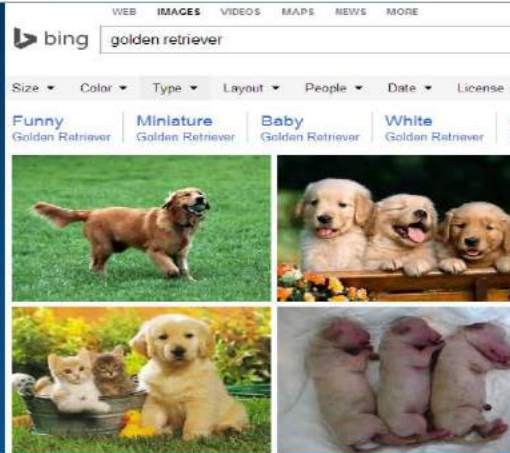 WEB IMAGES VIDEOS MAPS NEWS MORE
bing golden retriever
Size Color Type Layout People Date License
Funny Miniature Baby White
Golden Retriever Golden Retriever Golden Retriever Golden Retriever